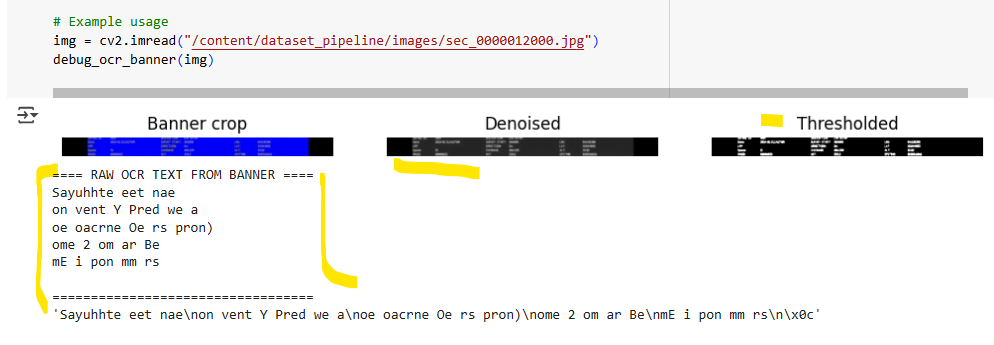 # Example usage
img = cv2.imread("/content/dataset_pipeline/images/sec_0000012000.jpg")
debug_ocr_banner(img)
Banner crop Denoised Thresholded
==== RAW OCR TEXT FROM BANNER ====
Sayuhhte eet nae
on vent Y Pred we a
oe oacrne Oe rs pron)
ome 2 om ar Be
mE i pon mm rs
==================================
'Sayuhhte eet nae\non vent Y Pred we a\noe oacrne Oe rs pron)\nome 2 om ar Be\nmE i pon mm rs\n\x0c'